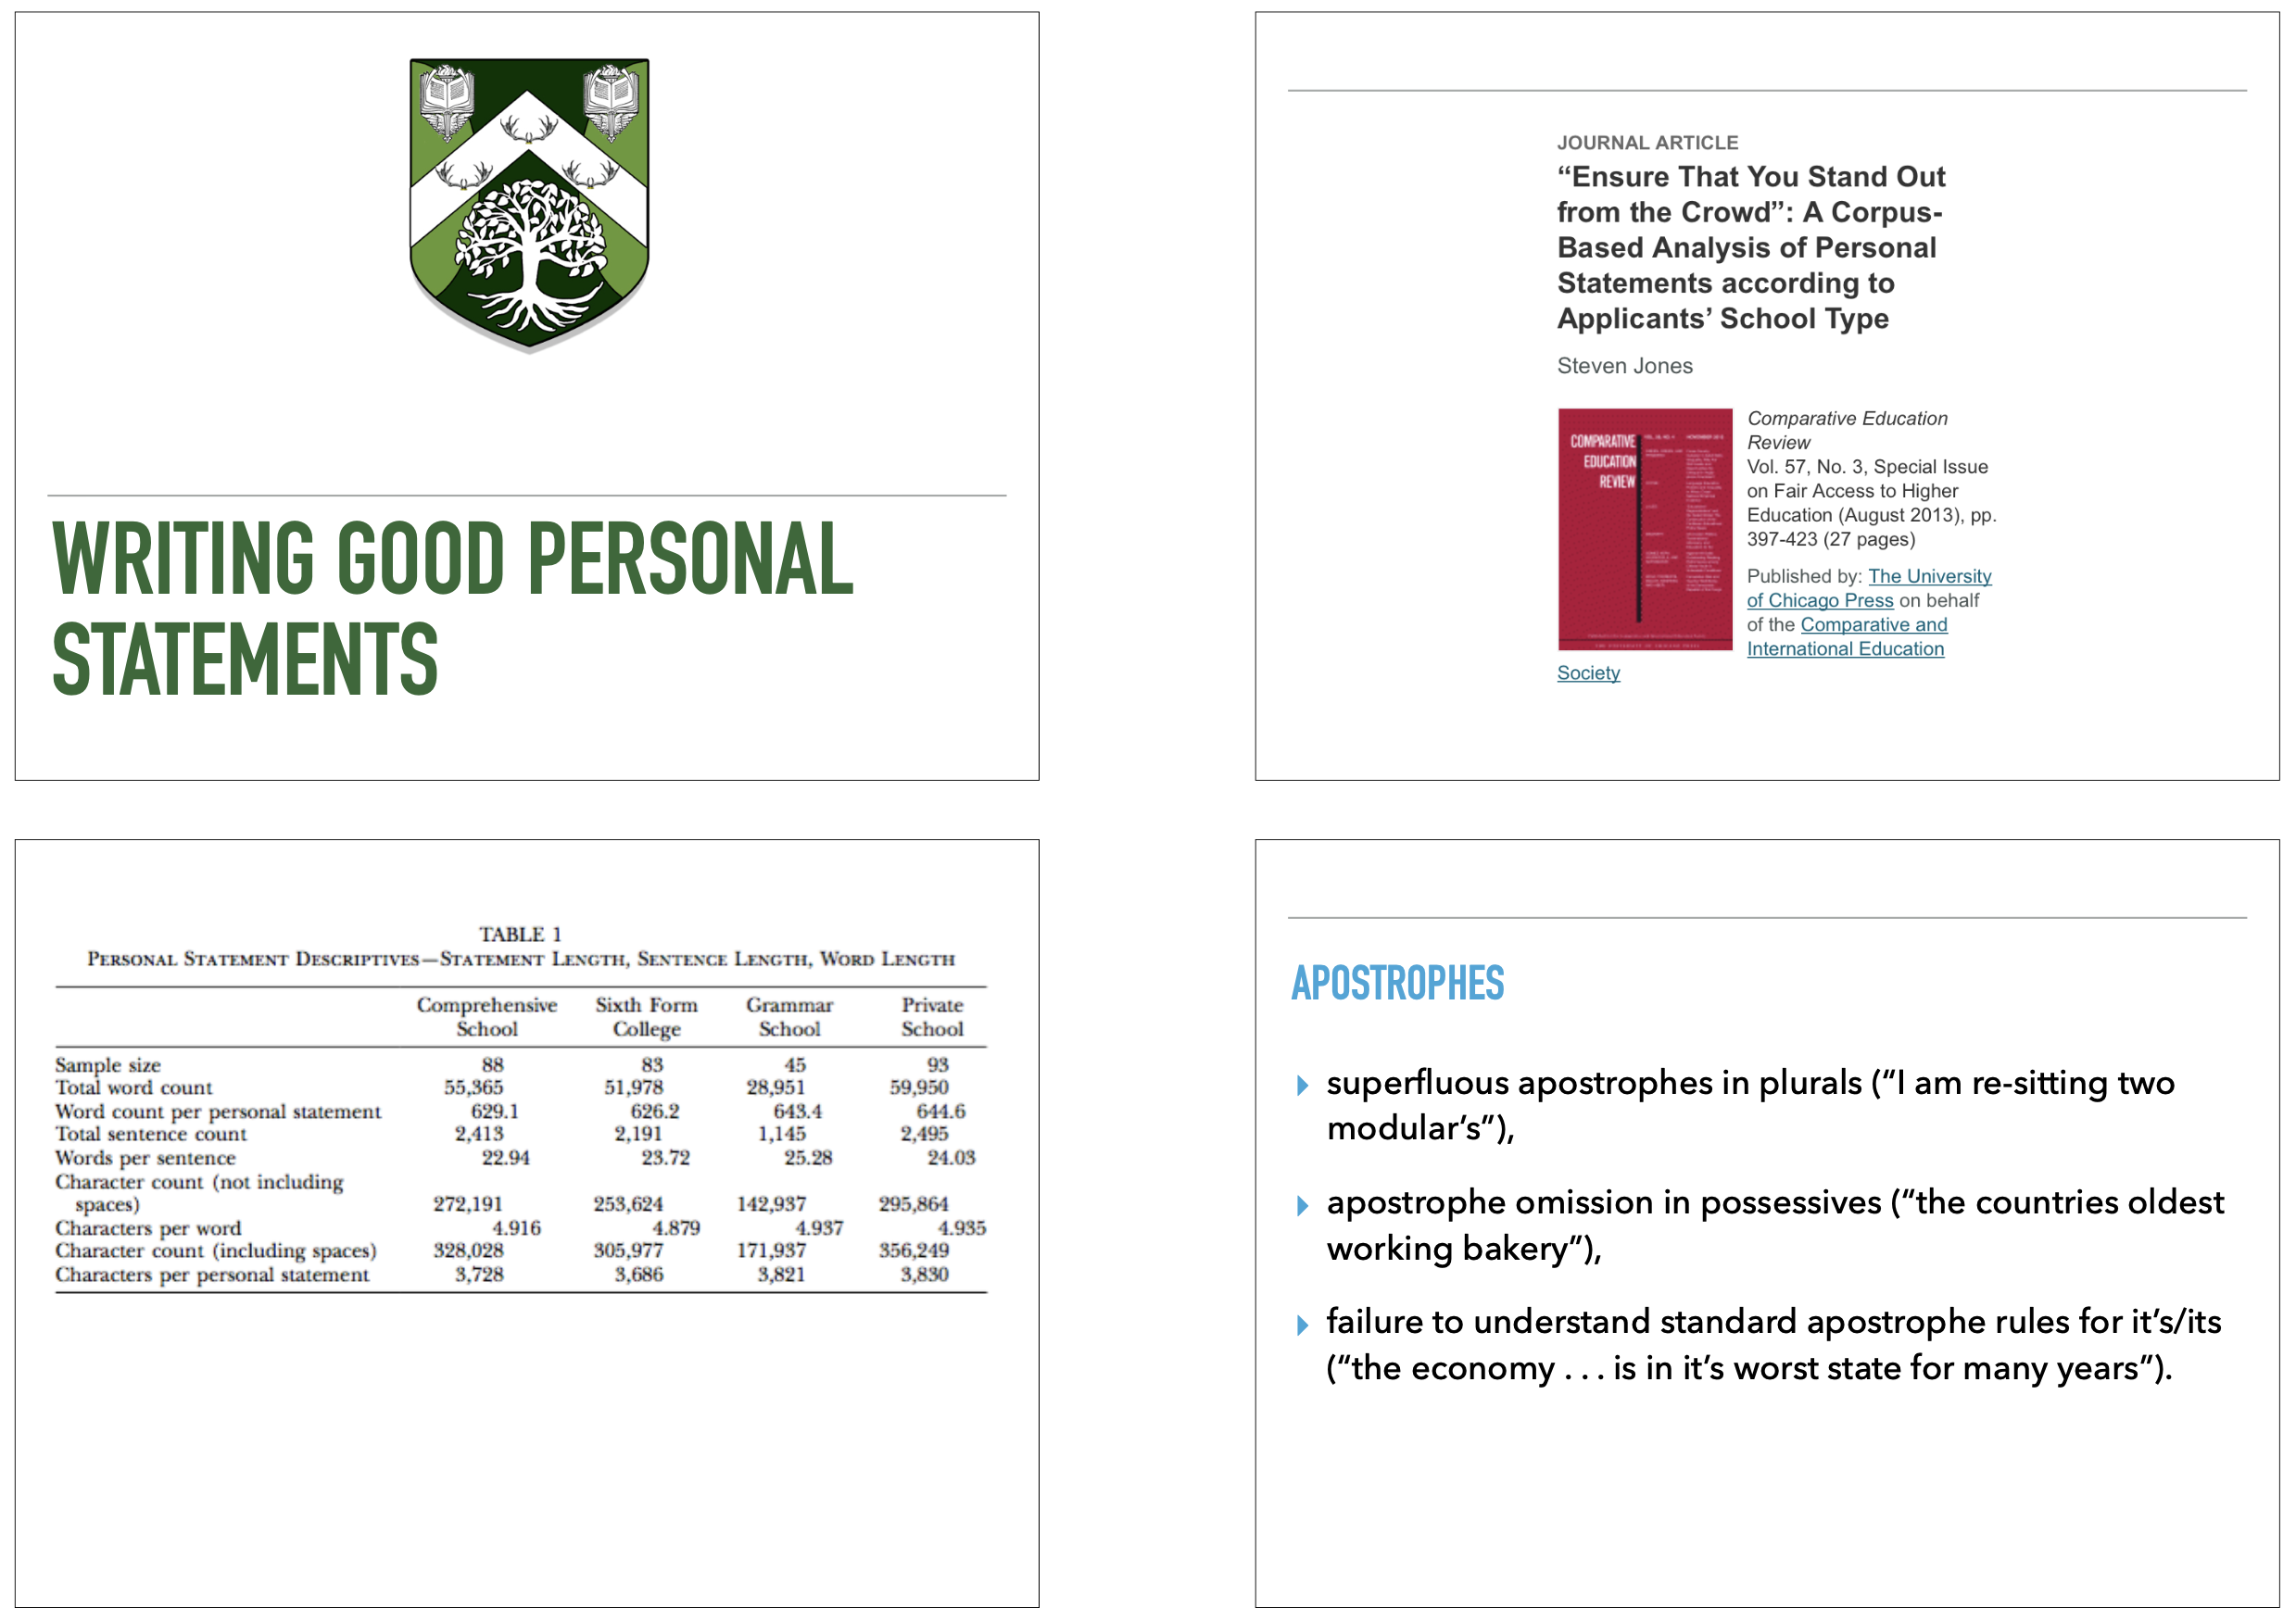 WRITING GOOD PERSONAL
STATEMENTS
JOURNAL ARTICLE
“Ensure That You Stand Out
from the Crowd”: A Corpus-
Based Analysis of Personal
Statements according to
Applicants’ School Type
Steven Jones
COMPARATIVE
EDUCATION
REVIEW
Comparative Education
Review
Vol. 57, No. 3, Special Issue
on Fair Access to Higher
Education (August 2013), pp.
397-423 (27 pages)
Published by: The University
of Chicago Press on behalf
of the Comparative and
International Education
Society
TABLE 1
Personal Statement Descriptives—Statement Length, Sentence Length, Word Length
Comprehensive School Sixth Form College Grammar School Private School
Sample size 88 83 45 93
Total word count 55,365 51,978 28,951 59,950
Word count per personal statement 629.1 626.2 643.4 644.6
Total sentence count 2,413 2,191 1,145 2,495
Words per sentence 22.94 23.72 25.28 24.03
Character count (not including
spaces) 272,191 253,624 142,937 295,864
Characters per word 4.916 4.879 4.937 4.935
Character count (including spaces) 328,028 305,977 171,937 356,249
Characters per personal statement 3,728 3,686 3,821 3,830
APOSTROPHES
superfluous apostrophes in plurals (“I am re-sitting two
modular’s”),
apostrophe omission in possessives (“the countries oldest
working bakery”),
failure to understand standard apostrophe rules for it’s/its
(“the economy . . . is in it’s worst state for many years”).